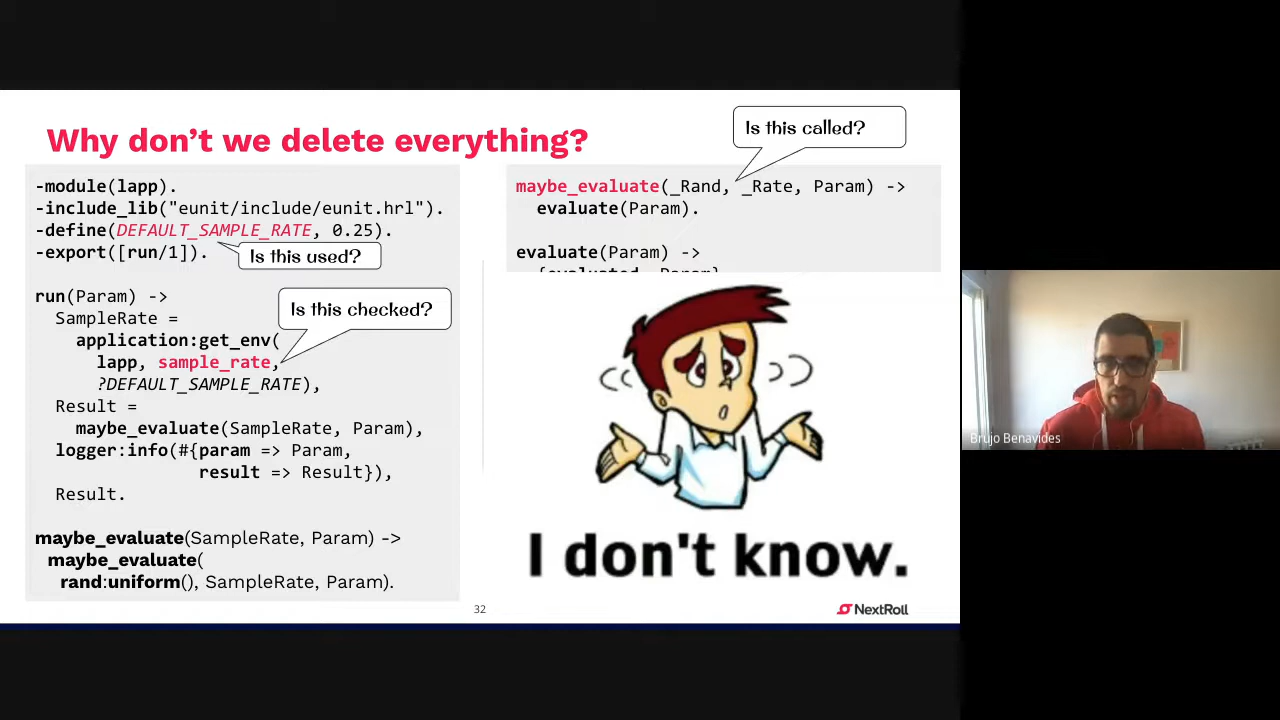 Why don’t we delete everything?
-module(lapp).
-include_lib("eunit/include/eunit.hrl").
-define(DEFAULT_SAMPLE_RATE, 0.25).
-export([run/1]).
Is this used?
run(Param) ->
Is this checked?
SampleRate =
application:get_env(
lapp, sample_rate,
?DEFAULT_SAMPLE_RATE),
Result =
maybe_evaluate(SampleRate, Param),
logger:info(#{param => Param,
result => Result}),
Result.
maybe_evaluate(SampleRate, Param) ->
maybe_evaluate(
rand:uniform(), SampleRate, Param).
Is this called?
maybe_evaluate(_Rand, _Rate, Param) ->
evaluate(Param).
evaluate(Param) ->
{evaluated, Param}
I don't know.
32
NextRoll
Brujo Benavides